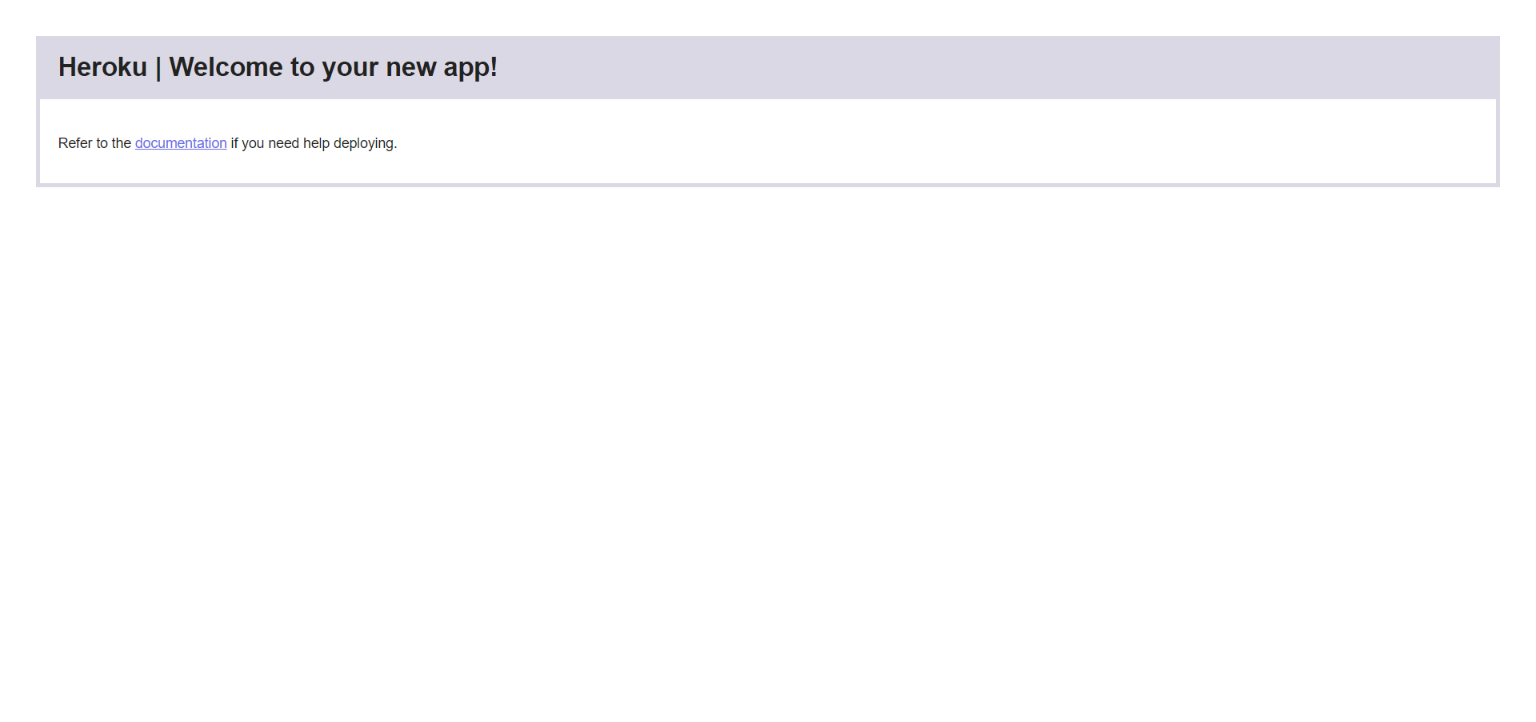 Heroku | Welcome to your new app!
Refer to the documentation if you need help deploying.